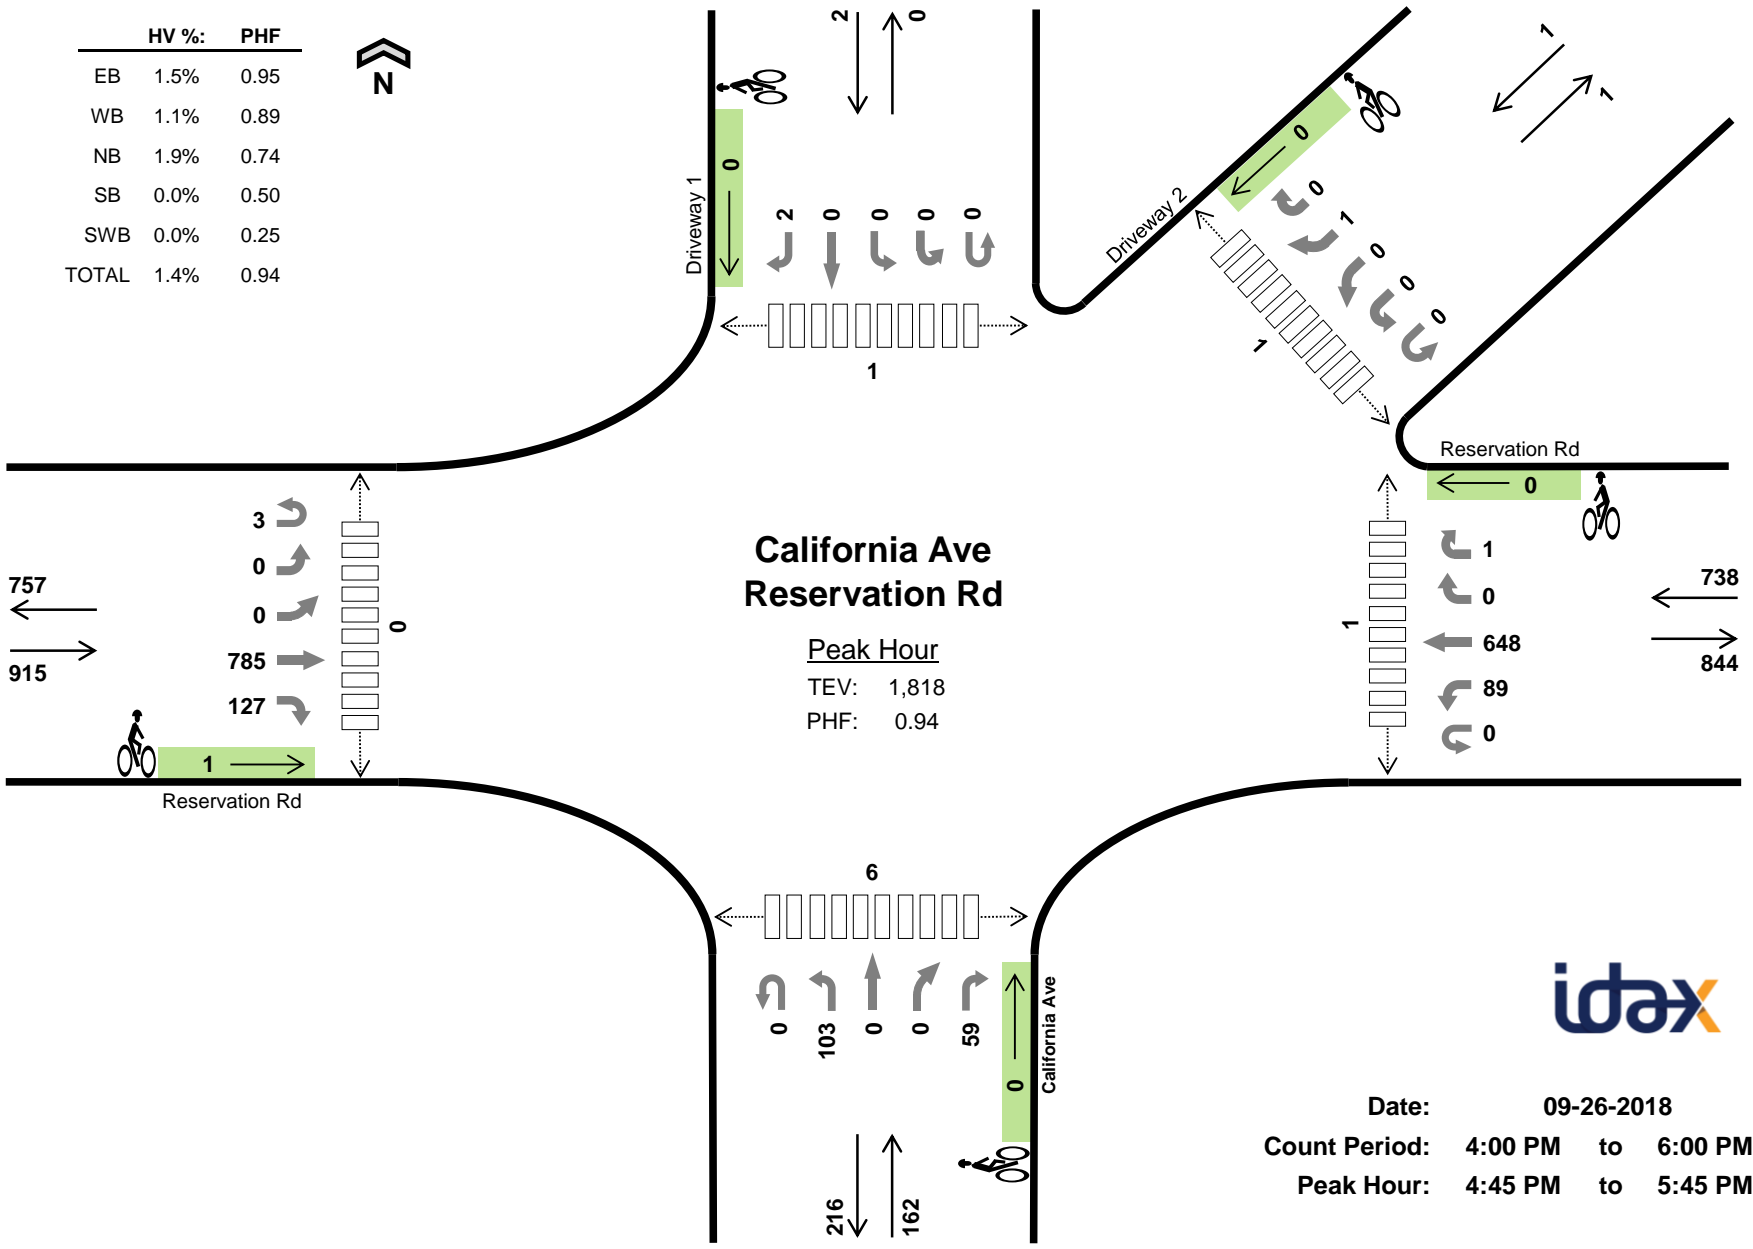 HV %: PHF
EB 1.5% 0.95
WB 1.1% 0.89
NB 1.9% 0.74
SB 0.0% 0.50
SWB 0.0% 0.25
TOTAL 1.4% 0.94
N
2 0
1
1
Driveway 1
0
2 0 0 0 0
1
Driveway 2
0
0
1
0
0
0
1
Reservation Rd
0
1
0
648
89
0
1
738
844
3
0
0
785
127
0
757
915
1
Reservation Rd
California Ave
Reservation Rd
Peak Hour
TEV: 1,818
PHF: 0.94
6
0 103 0 0 59
0
California Ave
216 162
idax
Date: 09-26-2018
Count Period: 4:00 PM to 6:00 PM
Peak Hour: 4:45 PM to 5:45 PM